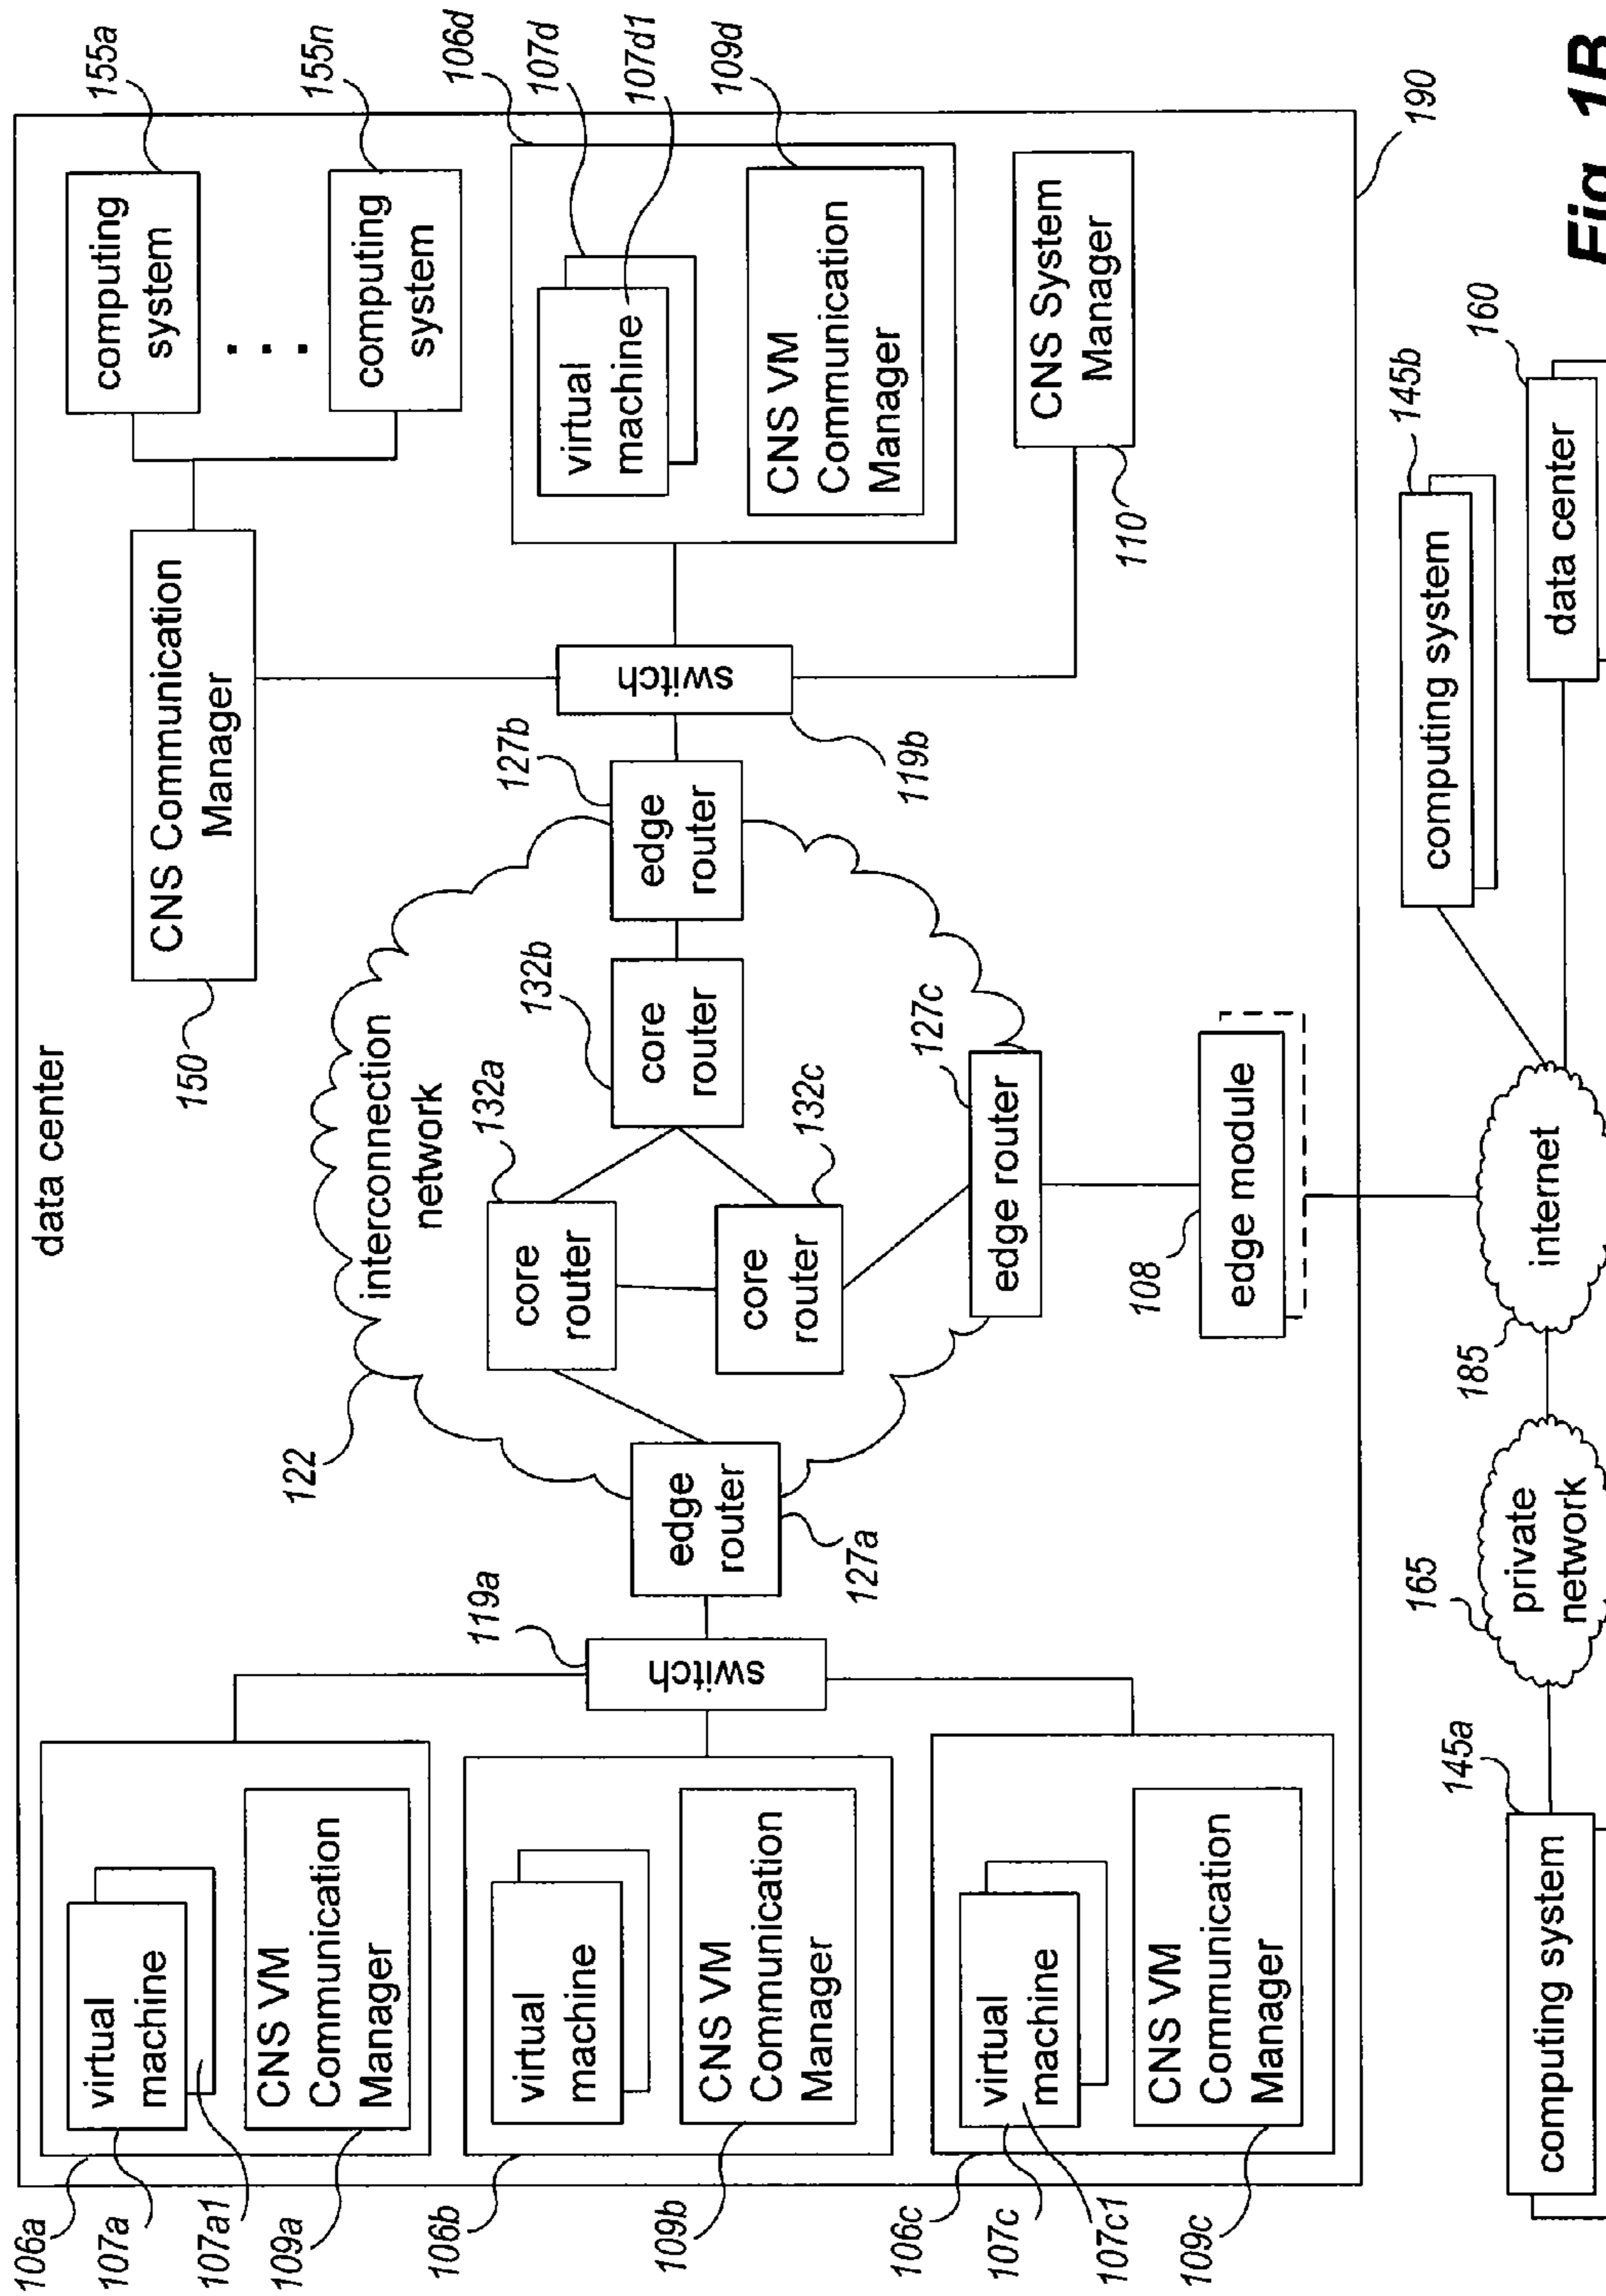 data center
106a
107a
107a1
109a
virtual
machine
CNS VM
Communication
Manager
106b
109b
virtual
machine
CNS VM
Communication
Manager
106c
107c
107c1
109c
virtual
machine
CNS VM
Communication
Manager
119a
switch
122
interconnection
network
edge
router
127a
132a
core
router
132b
core
router
132c
core
router
127b
edge
router
127c
edge router
108
edge module
119b
switch
150
CNS Communication
Manager
155a
computing
system
155n
computing
system
106d
107d
107d1
109d
virtual
machine
CNS VM
Communication
Manager
110
CNS System
Manager
190
145a
computing system
165
private
network
185
internet
145b
computing system
160
data center
Fig. 1B